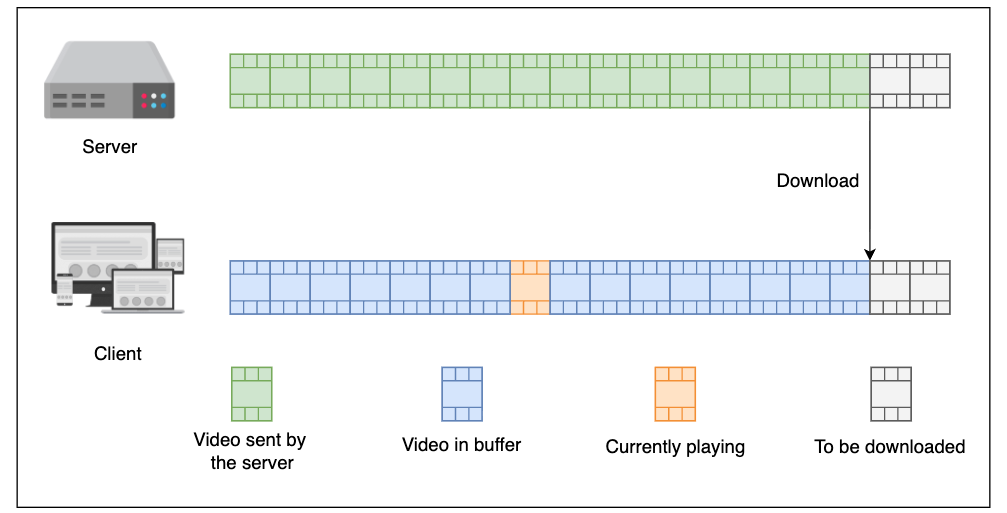 Server
Download
Client
Video sent by
the server
Video in buffer
Currently playing
To be downloaded